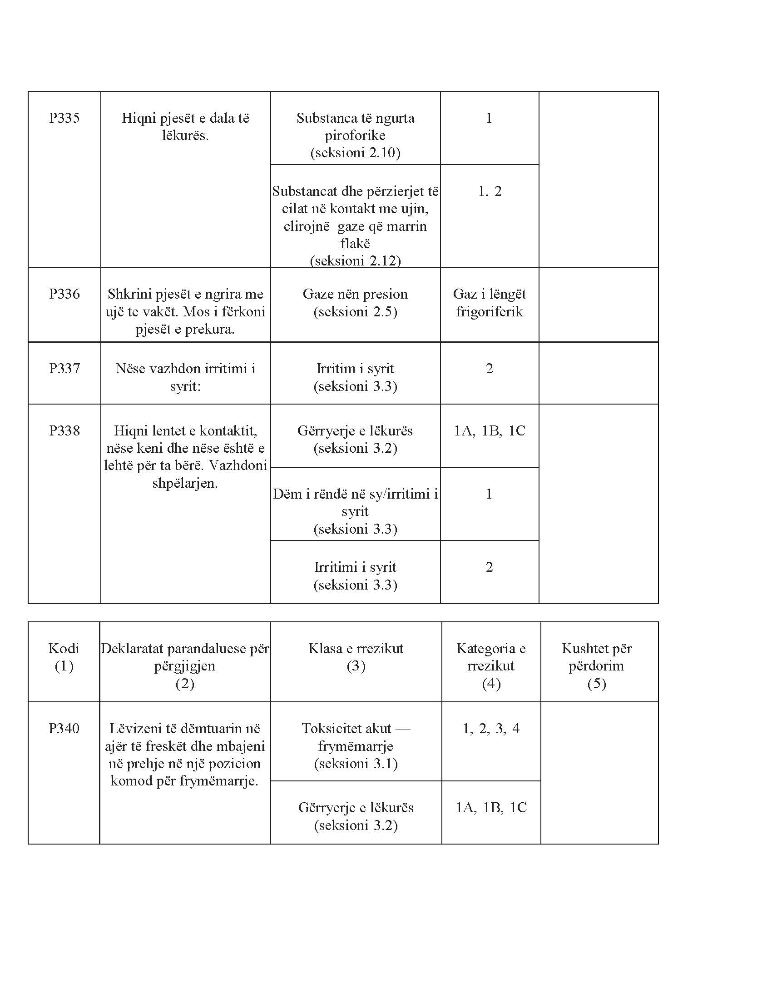 P335
Hiqni pjesët e dala të
lëkurës.
Substanca të ngurta
piroforike
(seksioni 2.10)
1
Substancat dhe përzierjet të
cilat në kontakt me ujin,
clirojnë  gaze që marrin
flakë
(seksioni 2.12)
1, 2
P336
Shkrini pjesët e ngrira me
ujë te vakët. Mos i fërkoni
pjesët e prekura.
Gaze nën presion
(seksioni 2.5)
Gaz i lëngët
frigoriferik
P337
Nëse vazhdon irritimi i
syrit:
Irritim i syrit
(seksioni 3.3)
2
P338
Hiqni lentet e kontaktit,
nëse keni dhe nëse është e
lehtë për ta bërë. Vazhdoni
shpëlarjen.
Gërryerje e lëkurës
(seksioni 3.2)
1A, 1B, 1C
Dëm i rëndë në sy/irritimi i
syrit
(seksioni 3.3)
1
Irritimi i syrit
(seksioni 3.3)
2
Kodi
(1)
Deklaratat parandaluese për
përgjigjen
(2)
Klasa e rrezikut
(3)
Kategoria e
rrezikut
(4)
Kushtet për
përdorim
(5)
P340
Lëvizeni të dëmtuarin në
ajër të freskët dhe mbajeni
në prehje në një pozicion
komod për frymëmarrje.
Toksicitet akut —
frymëmarrje
(seksioni 3.1)
1, 2, 3, 4
Gërryerje e lëkurës
(seksioni 3.2)
1A, 1B, 1C